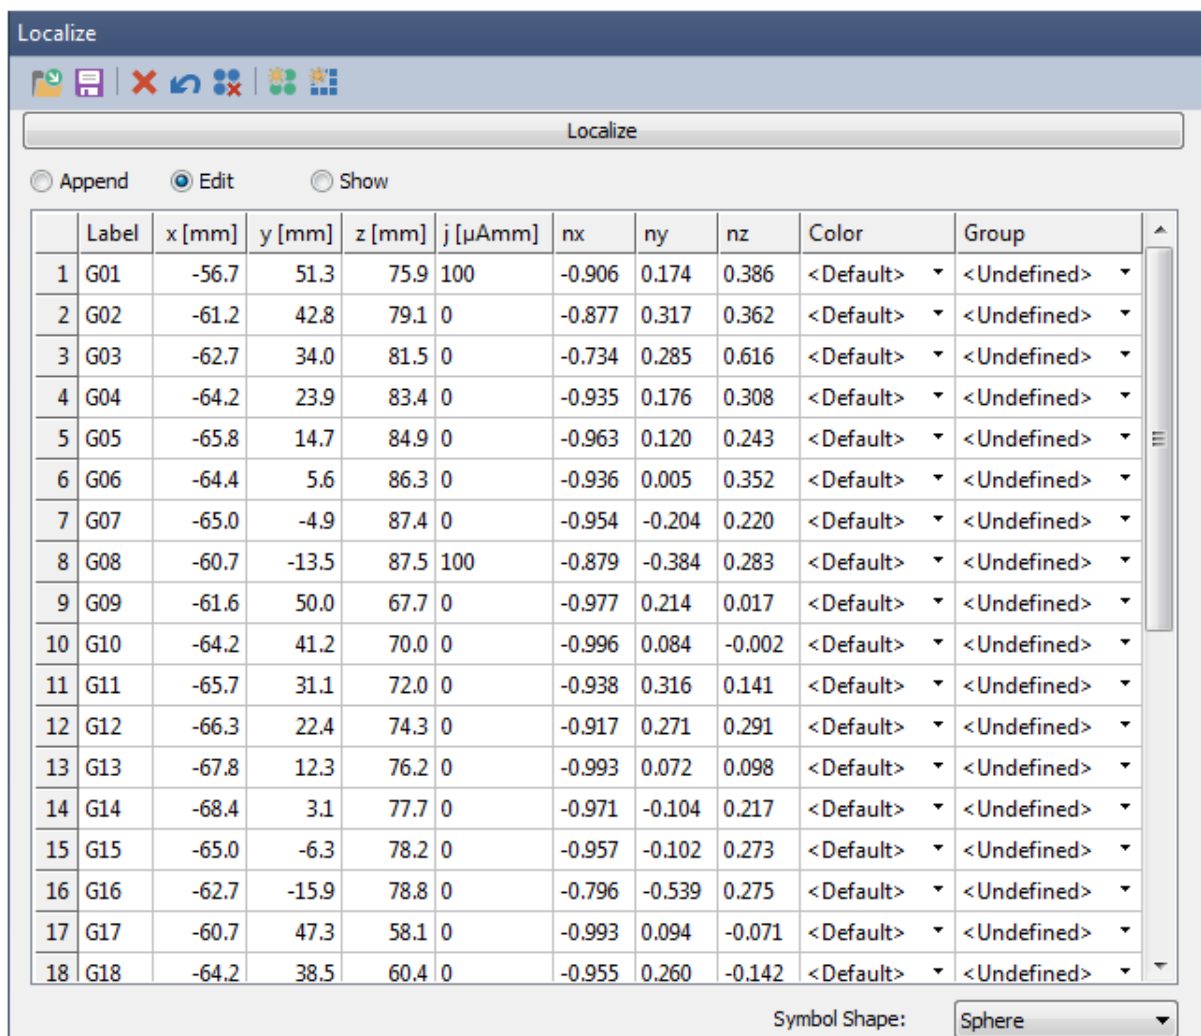 Localize
Localize
Append Edit Show
Label x [mm] y [mm] z [mm] j [µAmm] nx ny nz Color Group
1 G01 -56.7 51.3 75.9 100 -0.906 0.174 0.386 <Default> <Undefined>
2 G02 -61.2 42.8 79.1 0 -0.877 0.317 0.362 <Default> <Undefined>
3 G03 -62.7 34.0 81.5 0 -0.734 0.285 0.616 <Default> <Undefined>
4 G04 -64.2 23.9 83.4 0 -0.935 0.176 0.308 <Default> <Undefined>
5 G05 -65.8 14.7 84.9 0 -0.963 0.120 0.243 <Default> <Undefined>
6 G06 -64.4 5.6 86.3 0 -0.936 0.005 0.352 <Default> <Undefined>
7 G07 -65.0 -4.9 87.4 0 -0.954 -0.204 0.220 <Default> <Undefined>
8 G08 -60.7 -13.5 87.5 100 -0.879 -0.384 0.283 <Default> <Undefined>
9 G09 -61.6 50.0 67.7 0 -0.977 0.214 0.017 <Default> <Undefined>
10 G10 -64.2 41.2 70.0 0 -0.996 0.084 -0.002 <Default> <Undefined>
11 G11 -65.7 31.1 72.0 0 -0.938 0.316 0.141 <Default> <Undefined>
12 G12 -66.3 22.4 74.3 0 -0.917 0.271 0.291 <Default> <Undefined>
13 G13 -67.8 12.3 76.2 0 -0.993 0.072 0.098 <Default> <Undefined>
14 G14 -68.4 3.1 77.7 0 -0.971 -0.104 0.217 <Default> <Undefined>
15 G15 -65.0 -6.3 78.2 0 -0.957 -0.102 0.273 <Default> <Undefined>
16 G16 -62.7 -15.9 78.8 0 -0.796 -0.539 0.275 <Default> <Undefined>
17 G17 -60.7 47.3 58.1 0 -0.993 0.094 -0.071 <Default> <Undefined>
18 G18 -64.2 38.5 60.4 0 -0.955 0.260 -0.142 <Default> <Undefined>
Symbol Shape: Sphere